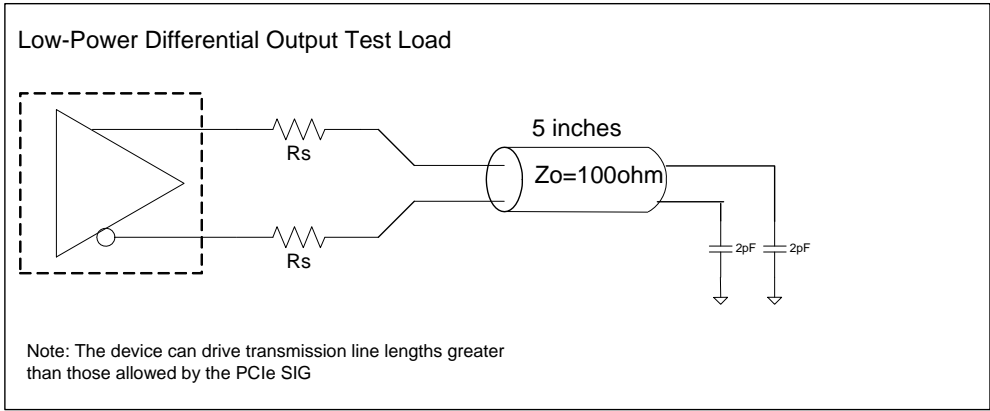 Low-Power Differential Output Test Load
Rs
5 inches
Zo=100ohm
Rs
2pF
2pF
Note: The device can drive transmission line lengths greater
than those allowed by the PCIe SIG